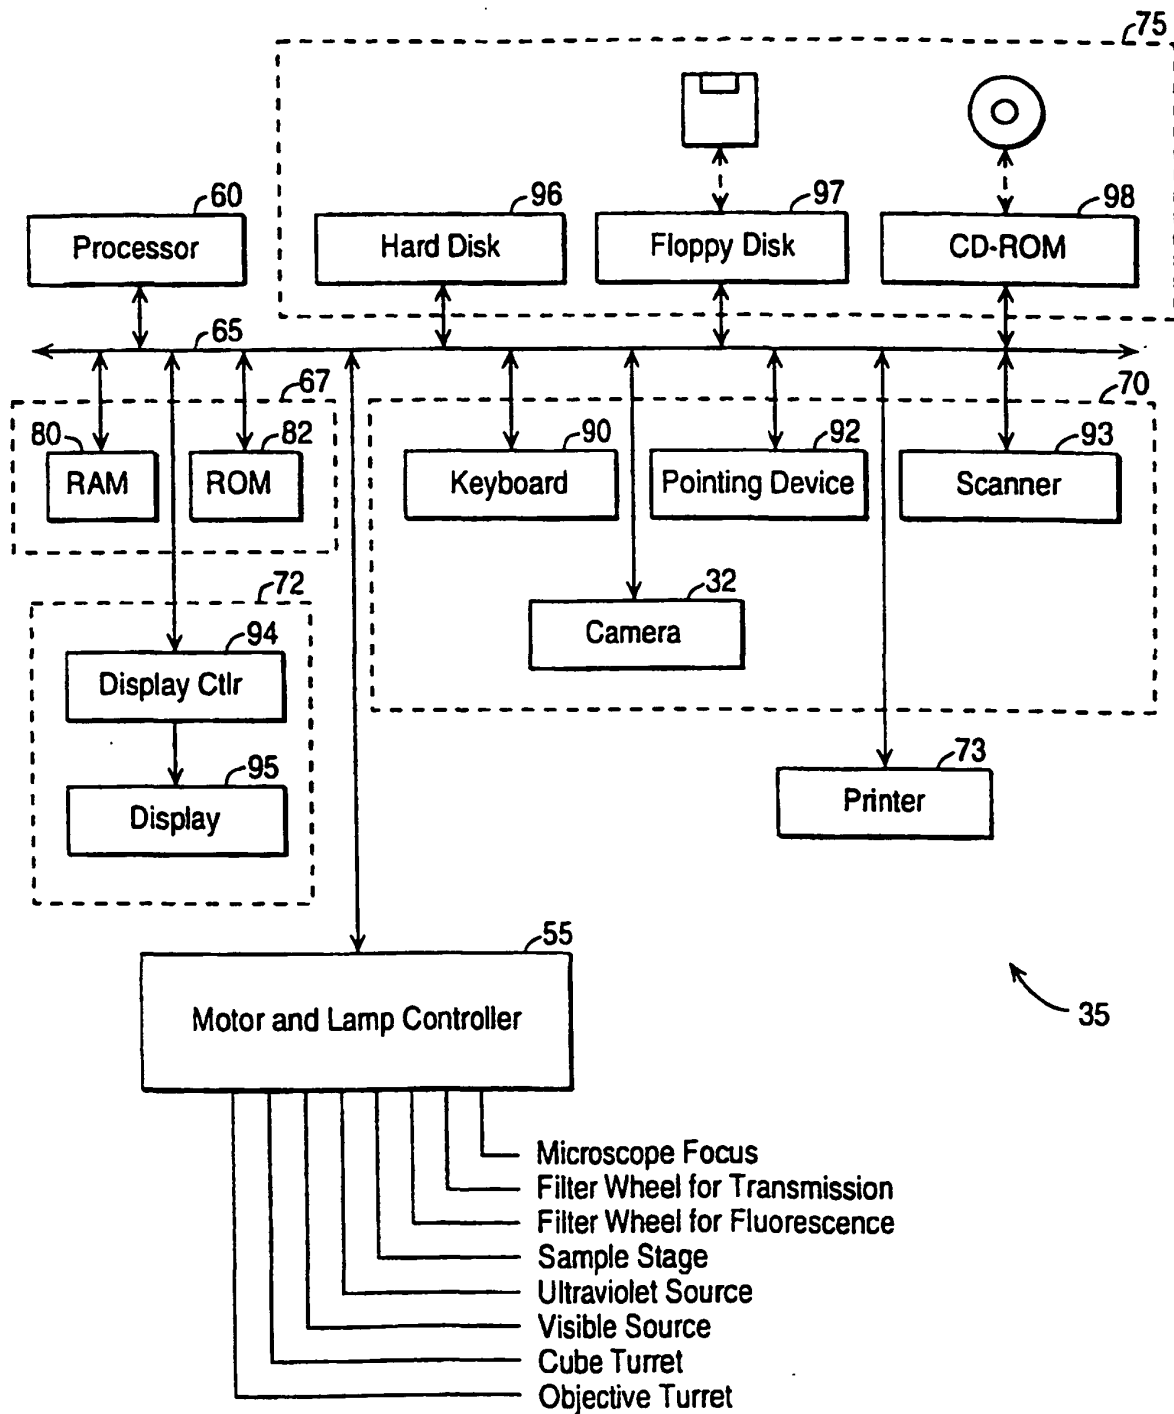 75
60
96
97
98
Processor
Hard Disk
Floppy Disk
CD-ROM
65
67
70
80
82
90
92
93
RAM
ROM
Keyboard
Pointing Device
Scanner
72
32
94
Camera
Display Ctlr
95
73
Display
Printer
55
Motor and Lamp Controller
35
Microscope Focus
Filter Wheel for Transmission
Filter Wheel for Fluorescence
Sample Stage
Ultraviolet Source
Visible Source
Cube Turret
Objective Turret